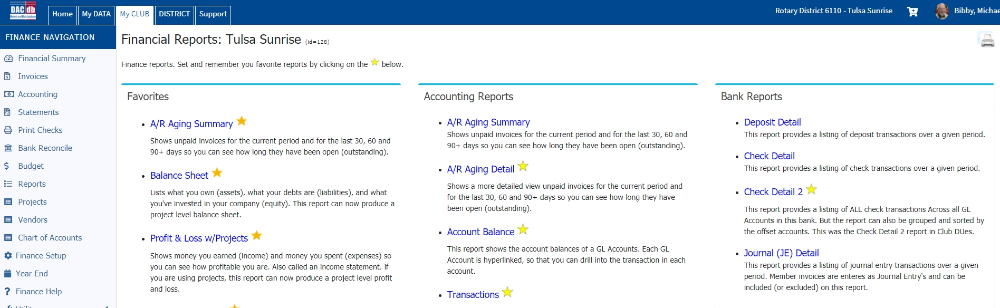 DAC db
District and Club Database
Home
My DATA
My CLUB
DISTRICT
Support
Rotary District 6110 - Tulsa Sunrise
Bibby, Michae
FINANCE NAVIGATION
Financial Summary
Invoices
Accounting
Statements
Print Checks
Bank Reconcile
Budget
Reports
Projects
Vendors
Chart of Accounts
Finance Setup
Year End
Finance Help
Financial Reports: Tulsa Sunrise (id=128)
Finance reports. Set and remember you favorite reports by clicking on the below.
Favorites
A/R Aging Summary
Shows unpaid invoices for the current period and for the last 30, 60 and
90+ days so you can see how long they have been open (outstanding).
Balance Sheet
Lists what you own (assets), what your debts are (liabilities), and what
you've invested in your company (equity). This report can now produce a
project level balance sheet.
Profit & Loss w/Projects
Shows money you earned (income) and money you spent (expenses) so
you can see how profitable you are. Also called an income statement. if
you are using projects, this report can now produce a project level profit
and loss.
Accounting Reports
A/R Aging Summary
Shows unpaid invoices for the current period and for the last 30, 60 and
90+ days so you can see how long they have been open (outstanding).
A/R Aging Detail
Shows a more detailed view unpaid invoices for the current period and
for the last 30, 60 and 90+ days so you can see how long they have
been open (outstanding).
Account Balance
This report shows the account balances of a GL Accounts. Each GL
Account is hyperlinked, so that you can drill into the transaction in each
account.
Transactions
Bank Reports
Deposit Detail
This report provides a listing of deposit transactions over a given period.
Check Detail
This report provides a listing of check transactions over a given period.
Check Detail 2
This report provides a listing of ALL check transactions Across all GL
Accounts in this bank. But the report can also be grouped and sorted by
the offset accounts. This was the Check Detail 2 report in Club DUes.
Journal (JE) Detail
This report provides a listing of journal entry transactions over a given
period. Member invoices are enteres as Journal Entry's and can be
included (or excluded) on this report.